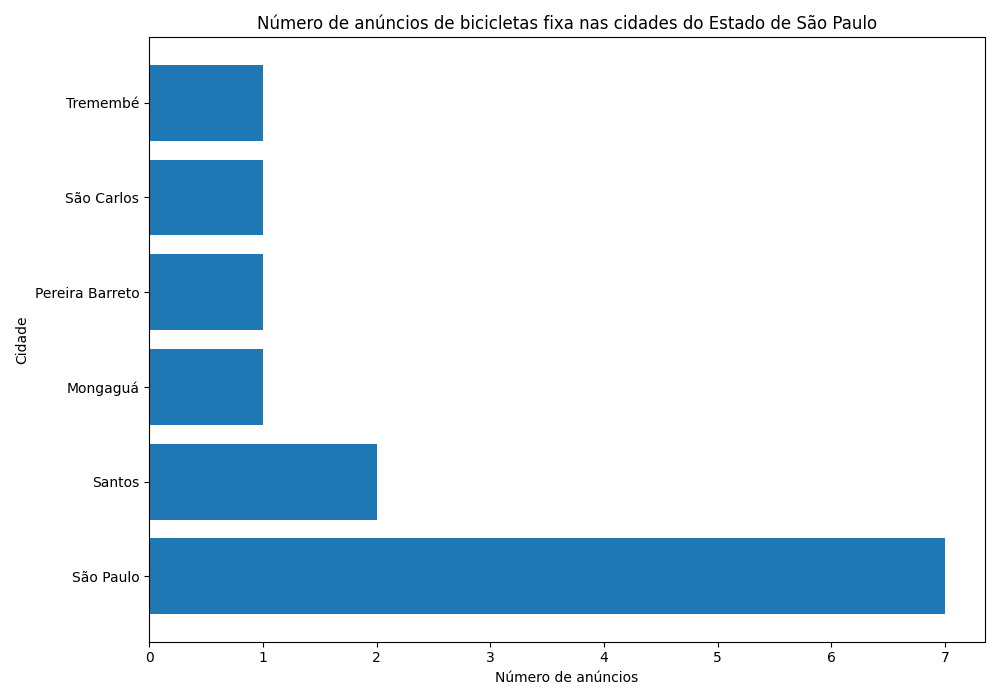 Número de anúncios de bicicletas fixa nas cidades do Estado de São Paulo
Cidade
Tremembé
São Carlos
Pereira Barreto
Mongaguá
Santos
São Paulo
0 1 2 3 4 5 6 7
Número de anúncios